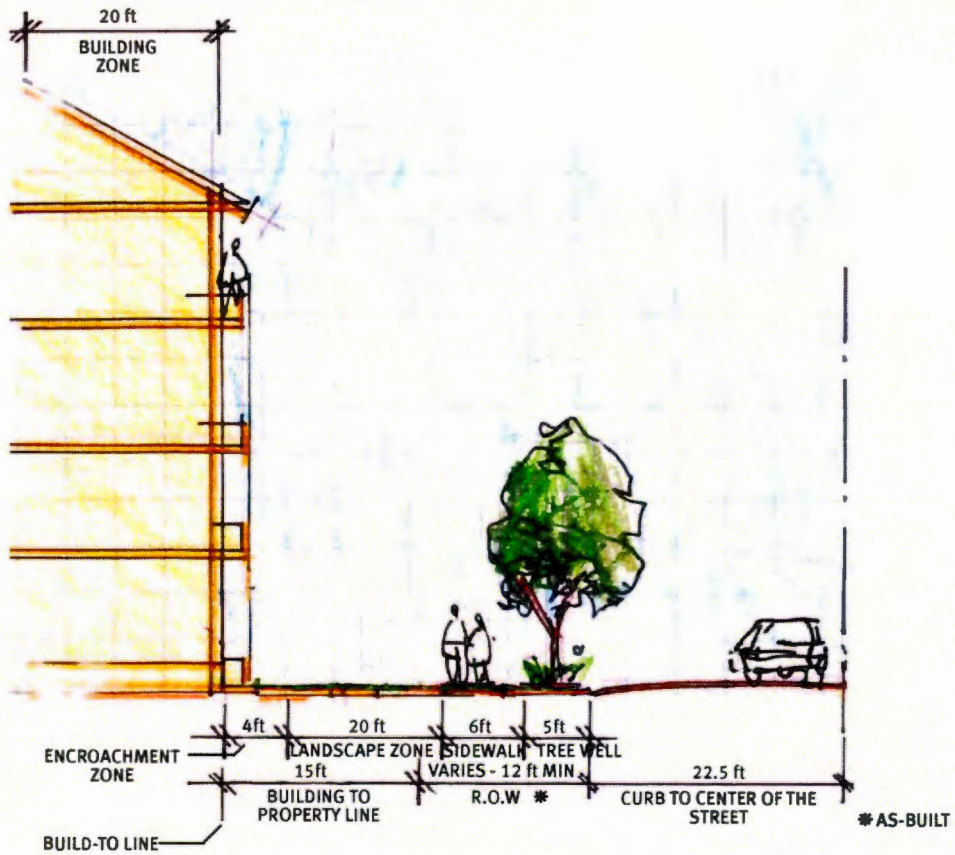 20 ft
BUILDING
ZONE
4ft
20 ft
6ft
5ft
ENCROACHMENT
ZONE
LANDSCAPE ZONE
SIDEWALK
TREE WELL
15ft
VARIES - 12 ft MIN
22.5 ft
BUILDING TO
PROPERTY LINE
R.O.W *
CURB TO CENTER OF THE
STREET
* AS-BUILT
BUILD-TO LINE